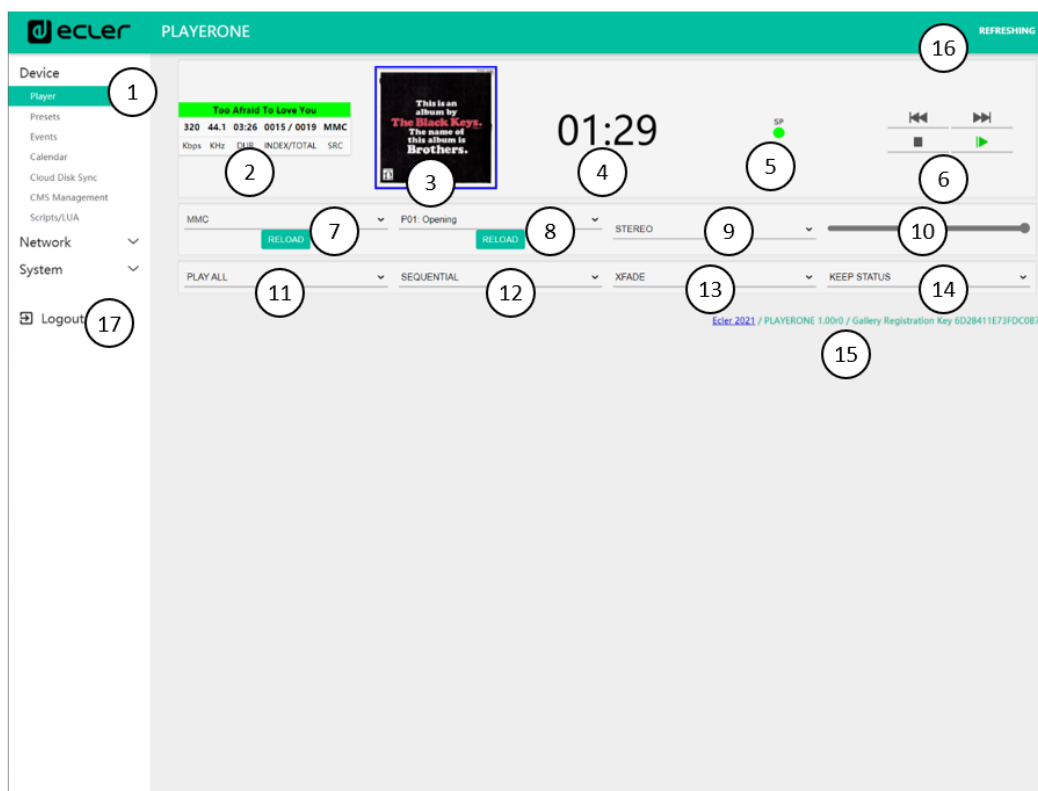 ecler
PLAYERONE
REFRESHING
16
Device
Player
1
Presets
Events
Calendar
Cloud Disk Sync
CMS Management
Scripts/LUA
Network
System
Logout
17
Too Afraid To Love You
320 44.1 03:26 0015 / 0019 MMC
Kbps KHz DUR INDEX/TOTAL SRC
2
This is an
album by
The Black Keys.
The name of
this album is
Brothers.
3
01:29
4
SP
5
6
MMC
RELOAD
7
P01: Opening
RELOAD
8
STEREO
9
10
PLAY ALL
11
SEQUENTIAL
12
XFADE
13
KEEP STATUS
14
Ecler 2021 / PLAYERONE 1.00r0 / Gallery Registration Key 6D28411E73FDC0B7
15